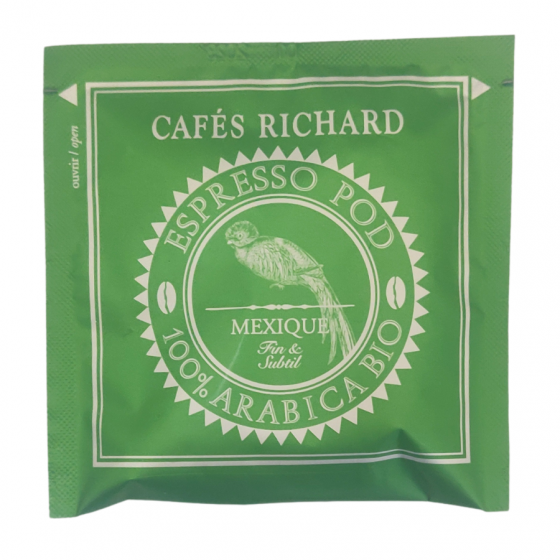 CAFÉS RICHARD
ouvrir / open
ESPRESSO POD
MEXIQUE
Fin &
Subtil
100% ARABICA BIO